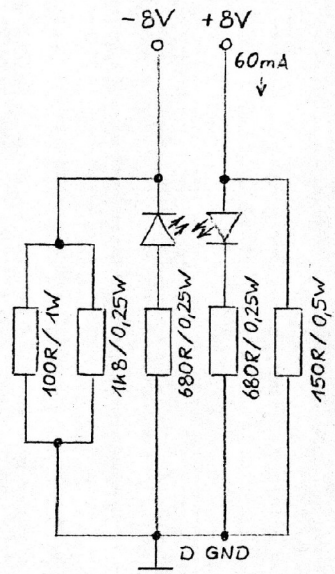 -8V +8V
60mA
100R/1W
1k8/0,25W
680R/0,25W
680R/0,25W
150R/0,5W
D GND